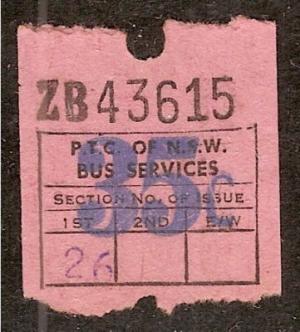 ZB43615
P.T.C. OF N.S.W.
BUS SERVICES
35c
SECTION NO. OF ISSUE
1ST 2ND E/W
26